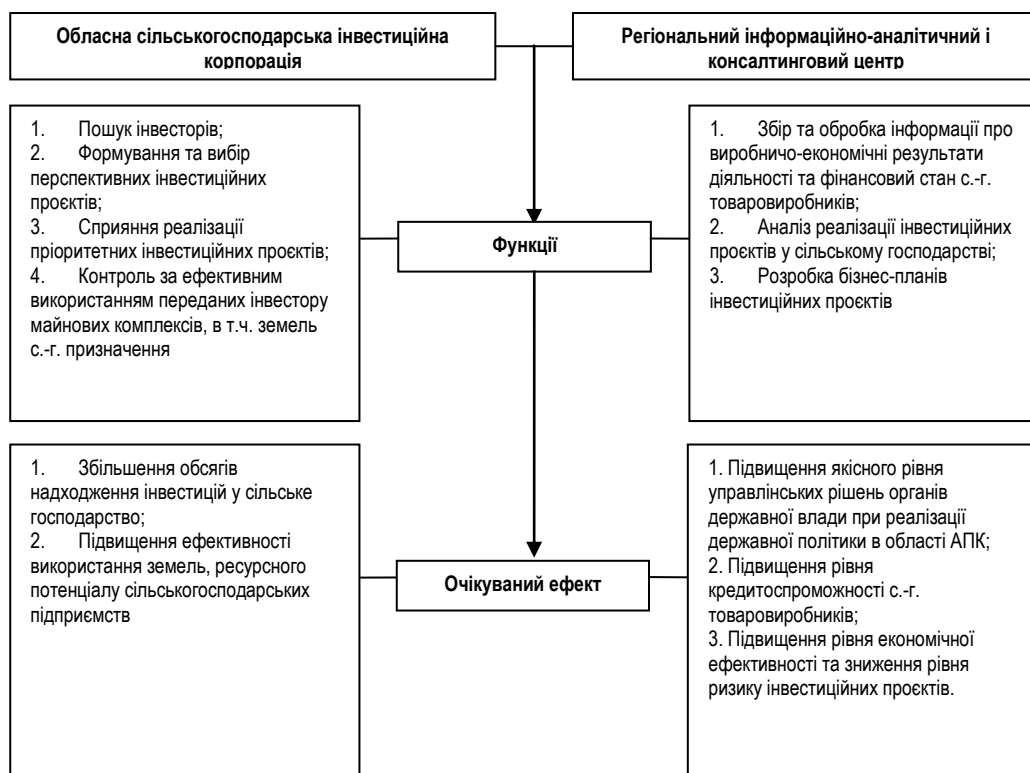 Обласна сільськогосподарська інвестиційна
корпорація
Регіональний інформаційно-аналітичний і
консалтинговий центр
1. Пошук інвесторів;
2. Формування та вибір
перспективних інвестиційних
проєктів;
3. Сприяння реалізації
пріоритетних інвестиційних проєктів;
4. Контроль за ефективним
використанням переданих інвестору
майнових комплексів, в т.ч. земель
с.-г. призначення
Функції
1. Збір та обробка інформації про
виробничо-економічні результати
діяльності та фінансовий стан с.-г.
товаровиробників;
2. Аналіз реалізації інвестиційних
проєктів у сільському господарстві;
3. Розробка бізнес-планів
інвестиційних проєктів
1. Збільшення обсягів
надходження інвестицій у сільське
господарство;
2. Підвищення ефективності
використання земель, ресурсного
потенціалу сільськогосподарських
підприємств
Очікуваний ефект
1. Підвищення якісного рівня
управлінських рішень органів
державної влади при реалізації
державної політики в області АПК;
2. Підвищення рівня
кредитоспроможності с.-г.
товаровиробників;
3. Підвищення рівня економічної
ефективності та зниження рівня
ризику інвестиційних проєктів.